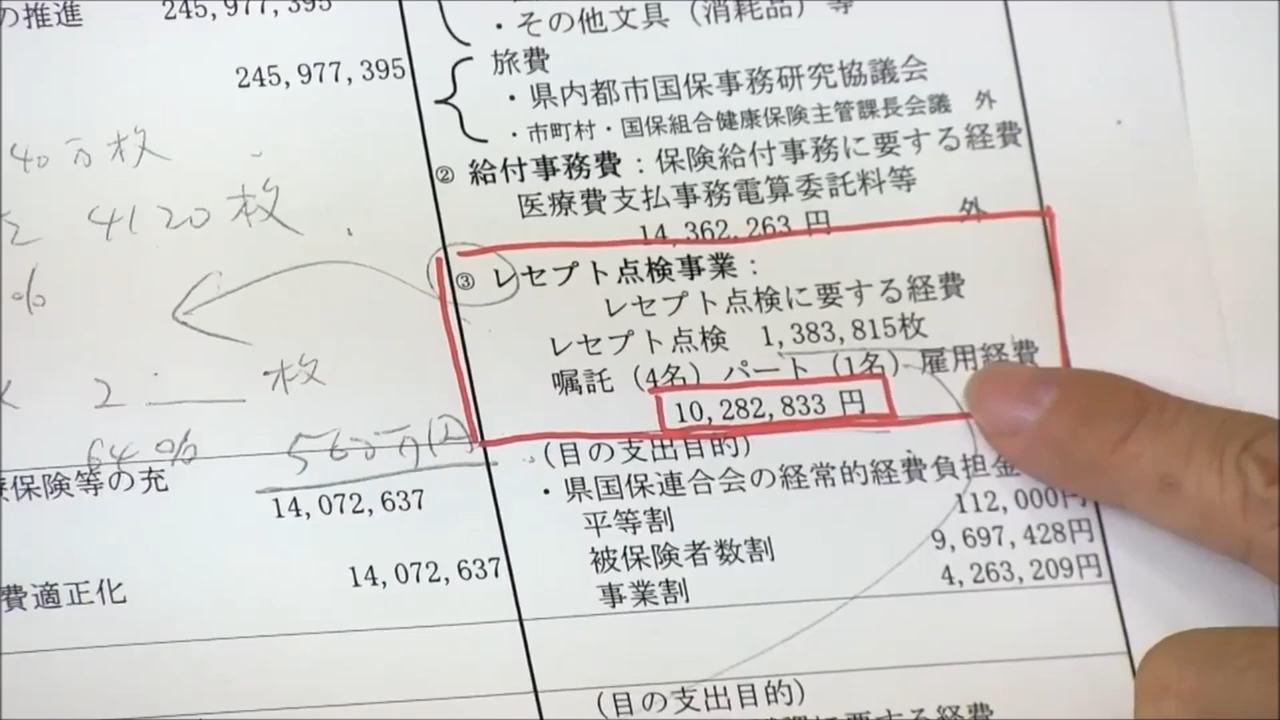 の推進
245,977,395
245,977,395
40万枚
4120枚
%
2 枚
64%
560万円
療保険等の充
14,072,637
14,072,637
費適正化
・その他文具（消耗品）等
旅費
・県内都市国保事務研究協議会
・市町村・国保組合健康保険主管課長会議 外
② 給付事務費：保険給付事務に要する経費
医療費支払事務電算委託料等
14,362,263円 外
③ レセプト点検事業：
レセプト点検に要する経費
レセプト点検 1,383,815枚
嘱託（4名）パート（1名）雇用経費
10,282,833 円
（目の支出目的）
・県国保連合会の経常的経費負担金
平等割 112,000円
被保険者数割 9,697,428円
事業割 4,263,209円
（目の支出目的）
に要する経費